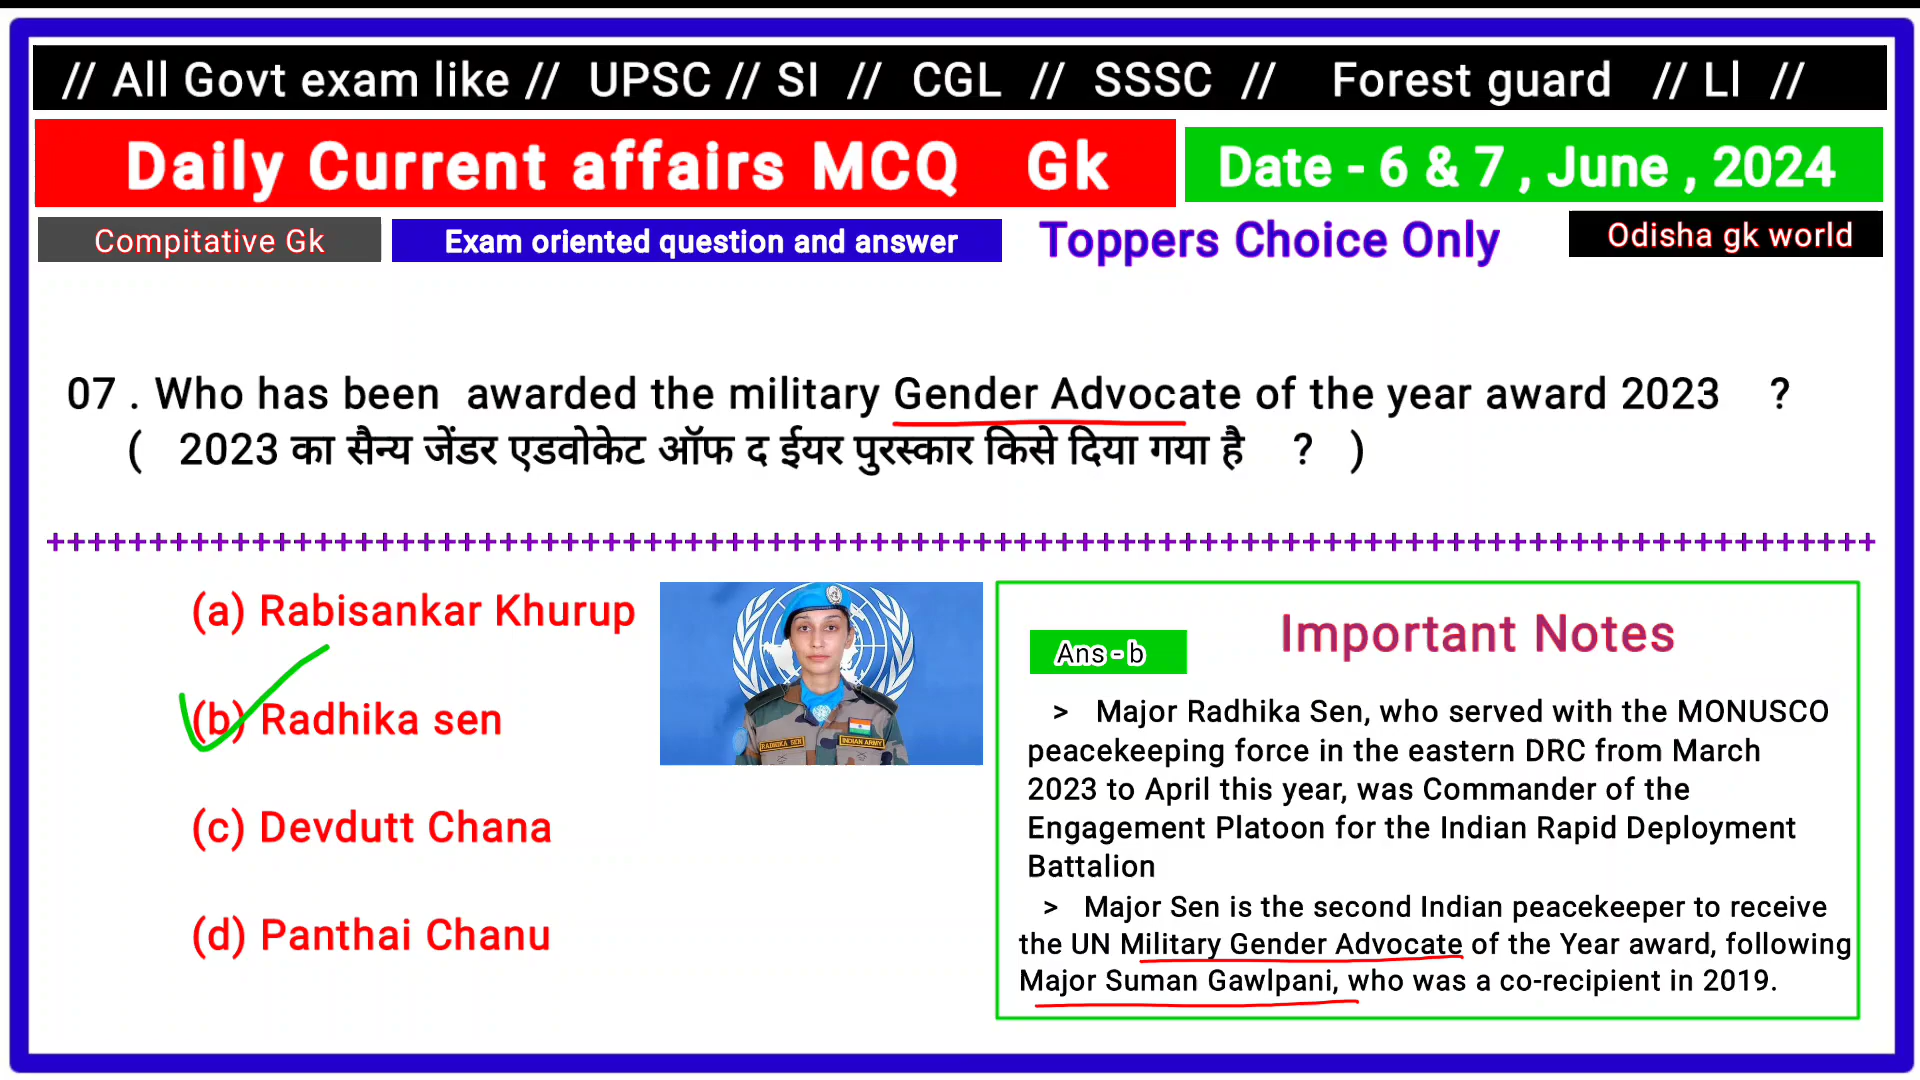 // All Govt exam like // UPSC // SI // CGL // SSSC // Forest guard // Ll //
Daily Current affairs MCQ Gk
Date - 6 & 7 , June , 2024
Compitative Gk
Exam oriented question and answer
Toppers Choice Only
Odisha gk world
07 . Who has been awarded the military Gender Advocate of the year award 2023 ?
( 2023 का सैन्य जेंडर एडवोकेट ऑफ द ईयर पुरस्कार किसे दिया गया है ? )
++++++++++++++++++++++++++++++++++++++++++++++++++++++++++++++++++++++++++++++++++++++++
(a) Rabisankar Khurup
(b) Radhika sen
(c) Devdutt Chana
(d) Panthai Chanu
RADHIKA SEN
INDIAN ARMY
Important Notes
Ans - b
> Major Radhika Sen, who served with the MONUSCO
peacekeeping force in the eastern DRC from March
2023 to April this year, was Commander of the
Engagement Platoon for the Indian Rapid Deployment
Battalion
> Major Sen is the second Indian peacekeeper to receive
the UN Military Gender Advocate of the Year award, following
Major Suman Gawlpani, who was a co-recipient in 2019.